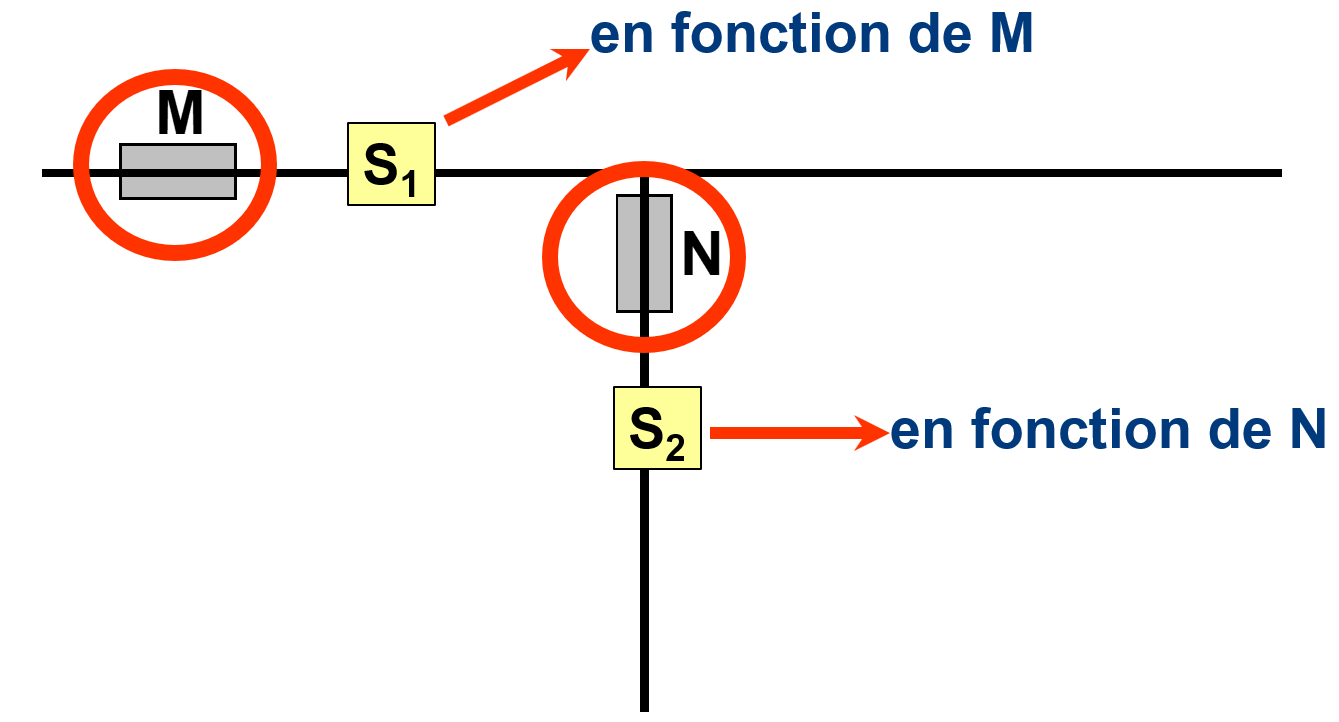 en fonction de M
M
S₁
N
S₂
en fonction de N